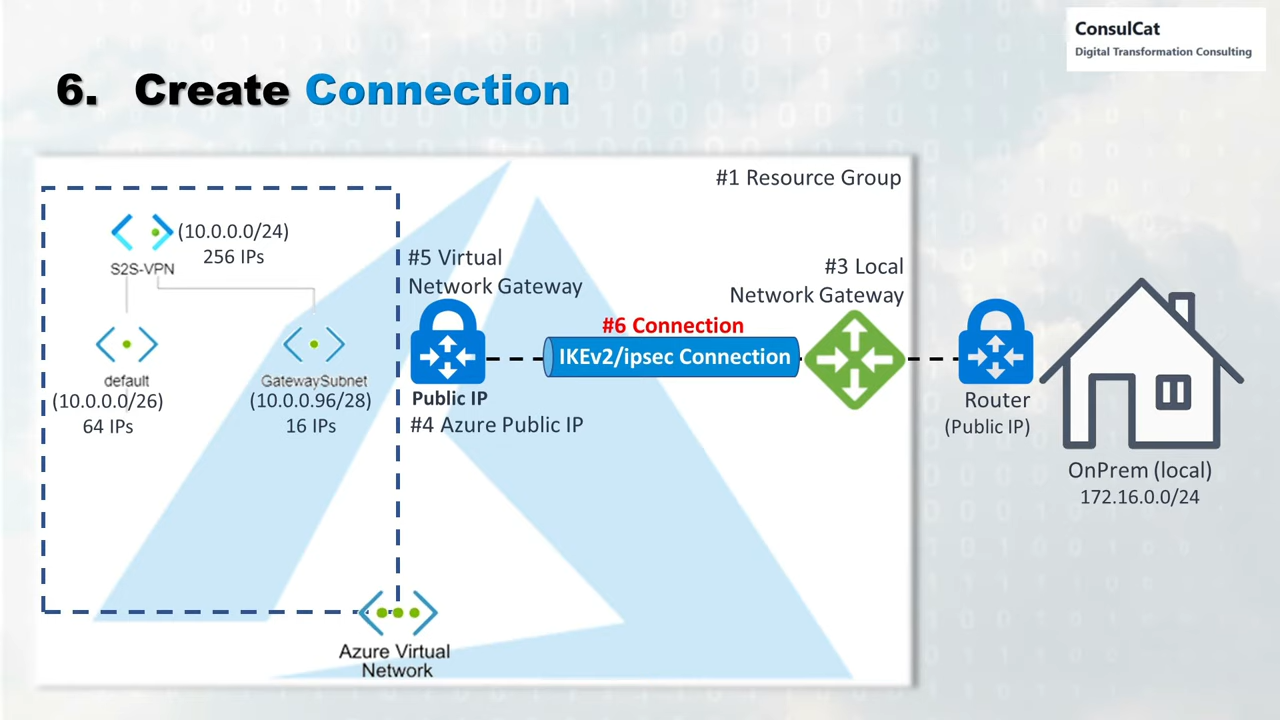 ConsulCat
Digital Transformation Consulting
6. Create Connection
#1 Resource Group
(10.0.0.0/24)
256 IPs
S2S-VPN
default
(10.0.0.0/26)
64 IPs
GatewaySubnet
(10.0.0.96/28)
16 IPs
#5 Virtual
Network Gateway
Public IP
#4 Azure Public IP
#6 Connection
IKEv2/ipsec Connection
#3 Local
Network Gateway
Router
(Public IP)
OnPrem (local)
172.16.0.0/24
Azure Virtual
Network